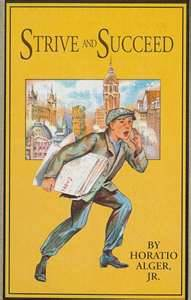 STRIVE AND SUCCEED
BY
HORATIO
ALGER,
JR.